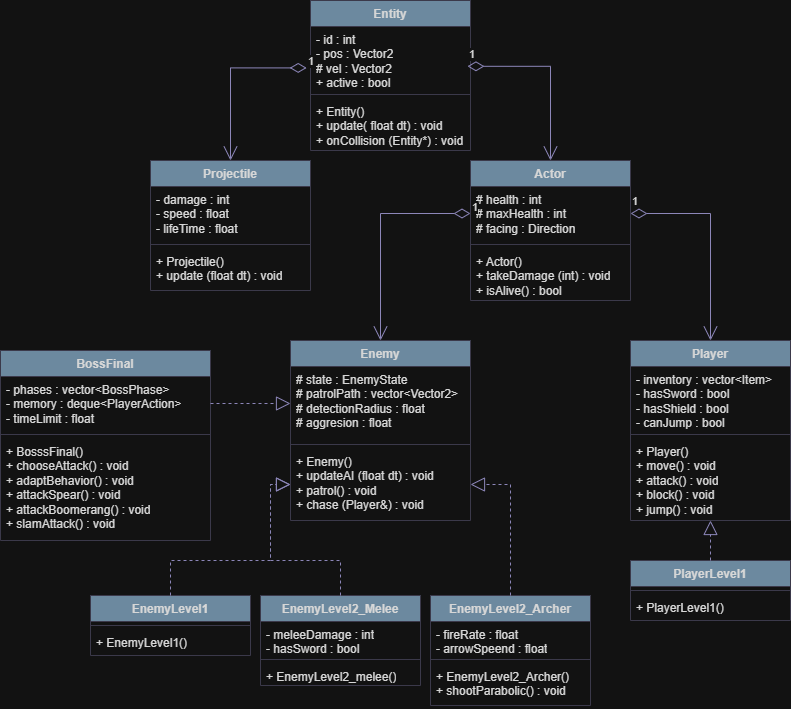 Entity
- id : int
- pos : Vector2
# vel : Vector2
+ active : bool
+ Entity()
+ update( float dt) : void
+ onCollision (Entity*) : void
1
1
Projectile
- damage : int
- speed : float
- lifeTime : float
+ Projectile()
+ update (float dt) : void
Actor
# health : int
# maxHealth : int
# facing : Direction
+ Actor()
+ takeDamage (int) : void
+ isAlive() : bool
1
1
BossFinal
- phases : vector<BossPhase>
- memory : deque<PlayerAction>
- timeLimit : float
+ BosssFinal()
+ chooseAttack() : void
+ adaptBehavior() : void
+ attackSpear() : void
+ attackBoomerang() : void
+ slamAttack() : void
Enemy
# state : EnemyState
# patrolPath : vector<Vector2>
# detectionRadius : float
# aggresion : float
+ Enemy()
+ updateAI (float dt) : void
+ patrol() : void
+ chase (Player&) : void
Player
- inventory : vector<Item>
- hasSword : bool
- hasShield : bool
- canJump : bool
+ Player()
+ move() : void
+ attack() : void
+ block() : void
+ jump() : void
EnemyLevel1
+ EnemyLevel1()
EnemyLevel2_Melee
- meleeDamage : int
- hasSword : bool
+ EnemyLevel2_melee()
EnemyLevel2_Archer
- fireRate : float
- arrowSpeend : float
+ EnemyLevel2_Archer()
+ shootParabolic() : void
PlayerLevel1
+ PlayerLevel1()